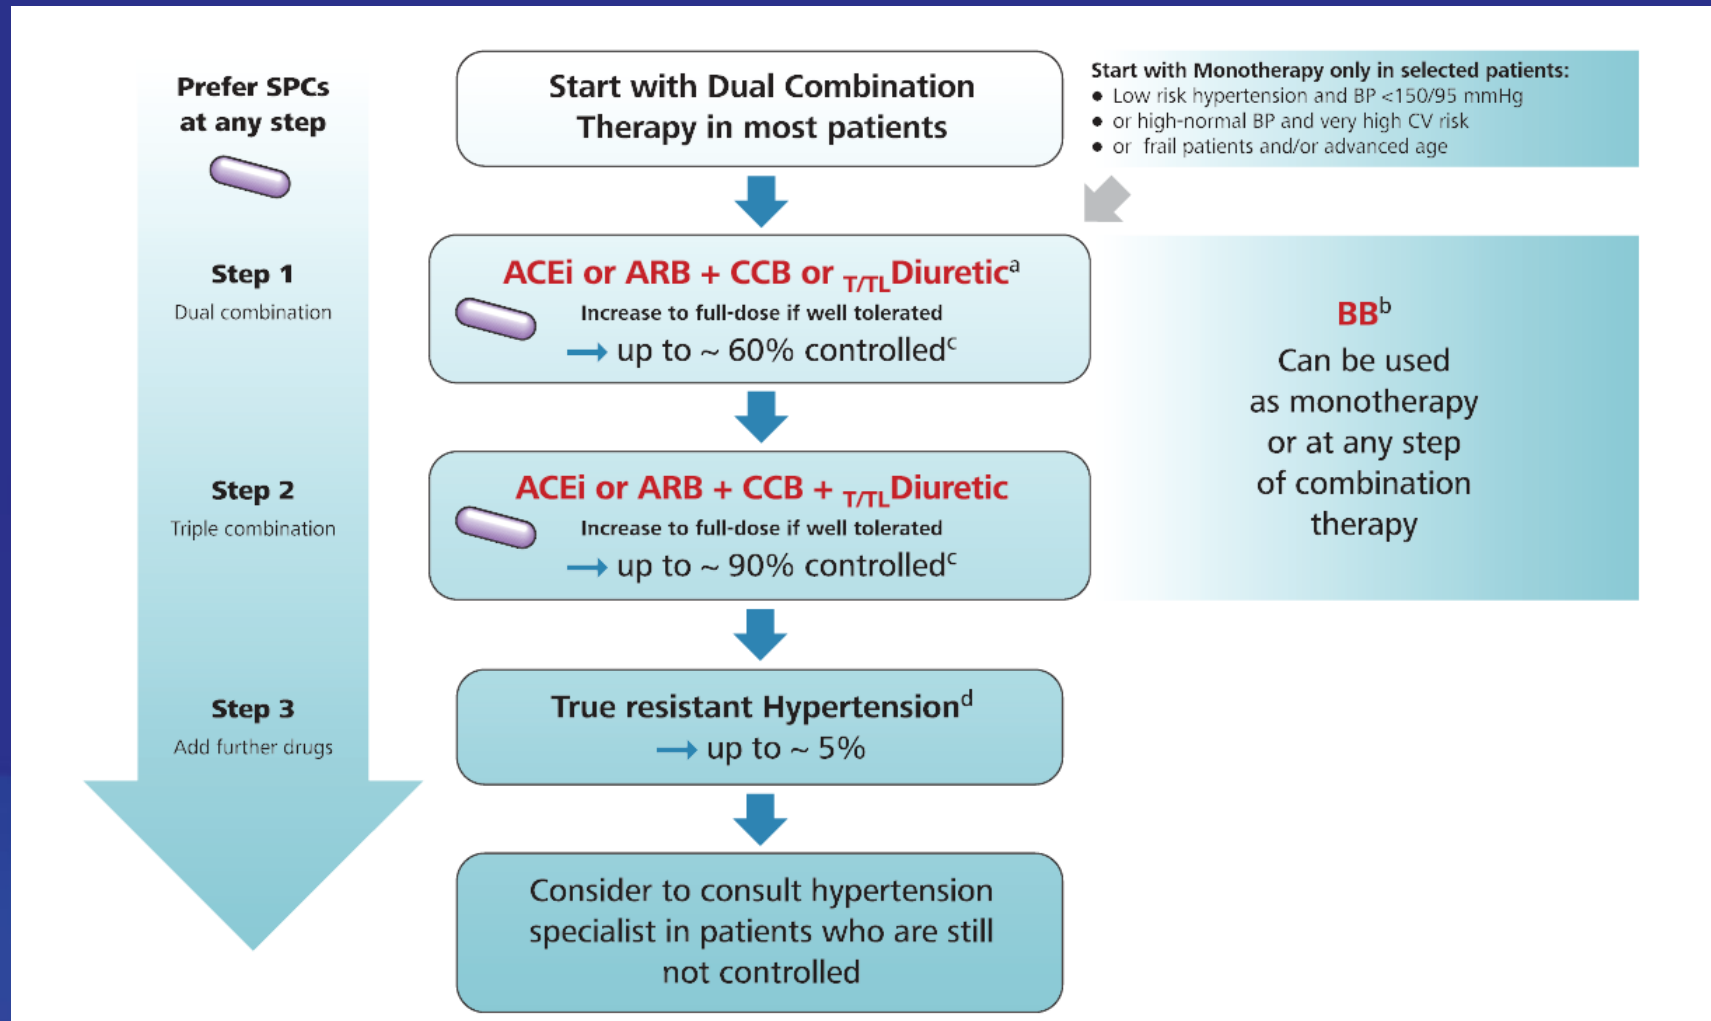 Prefer SPCs
at any step
Start with Dual Combination
Therapy in most patients
Start with Monotherapy only in selected patients:
● Low risk hypertension and BP <150/95 mmHg
● or high-normal BP and very high CV risk
● or frail patients and/or advanced age
Step 1
Dual combination
ACEi or ARB + CCB or T/TLDiuretica
Increase to full-dose if well tolerated
→ up to ~ 60% controlledc
BBb
Can be used
as monotherapy
or at any step
of combination
therapy
Step 2
Triple combination
ACEi or ARB + CCB + T/TLDiuretic
Increase to full-dose if well tolerated
→ up to ~ 90% controlledc
Step 3
Add further drugs
True resistant Hypertensiond
→ up to ~ 5%
Consider to consult hypertension
specialist in patients who are still
not controlled